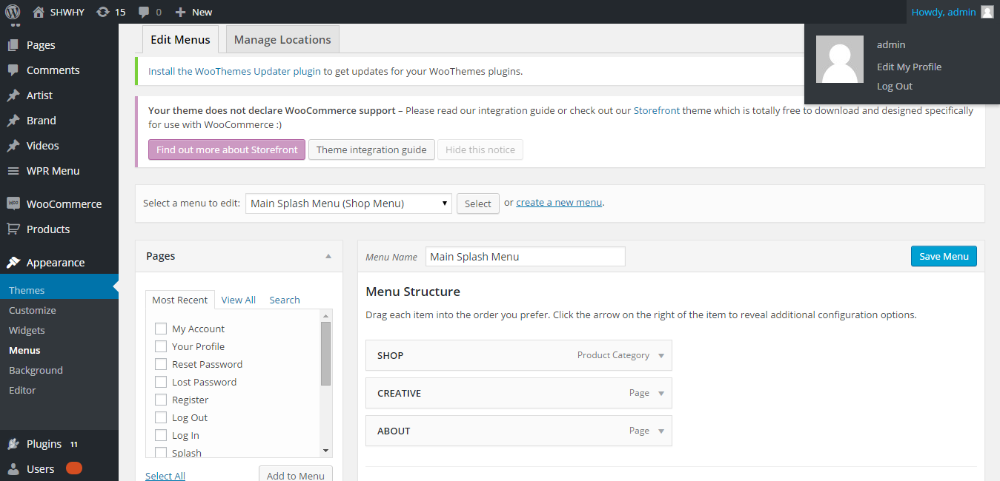 SHWHY 15 0 New Howdy, admin
admin
Edit My Profile
Log Out
Pages
Comments
Artist
Brand
Videos
WPR Menu
WooCommerce
Products
Appearance
Themes
Customize
Widgets
Menus
Background
Editor
Plugins 11
Users
Edit Menus Manage Locations
Install the WooThemes Updater plugin to get updates for your WooThemes plugins.
Your theme does not declare WooCommerce support – Please read our integration guide or check out our Storefront theme which is totally free to download and designed specifically
for use with WooCommerce :)
Find out more about Storefront Theme integration guide Hide this notice
Select a menu to edit: Main Splash Menu (Shop Menu) Select or create a new menu.
Pages
Most Recent View All Search
My Account
Your Profile
Reset Password
Lost Password
Register
Log Out
Log In
Splash
Select All Add to Menu
Menu Name Main Splash Menu Save Menu
Menu Structure
Drag each item into the order you prefer. Click the arrow on the right of the item to reveal additional configuration options.
SHOP Product Category
CREATIVE Page
ABOUT Page